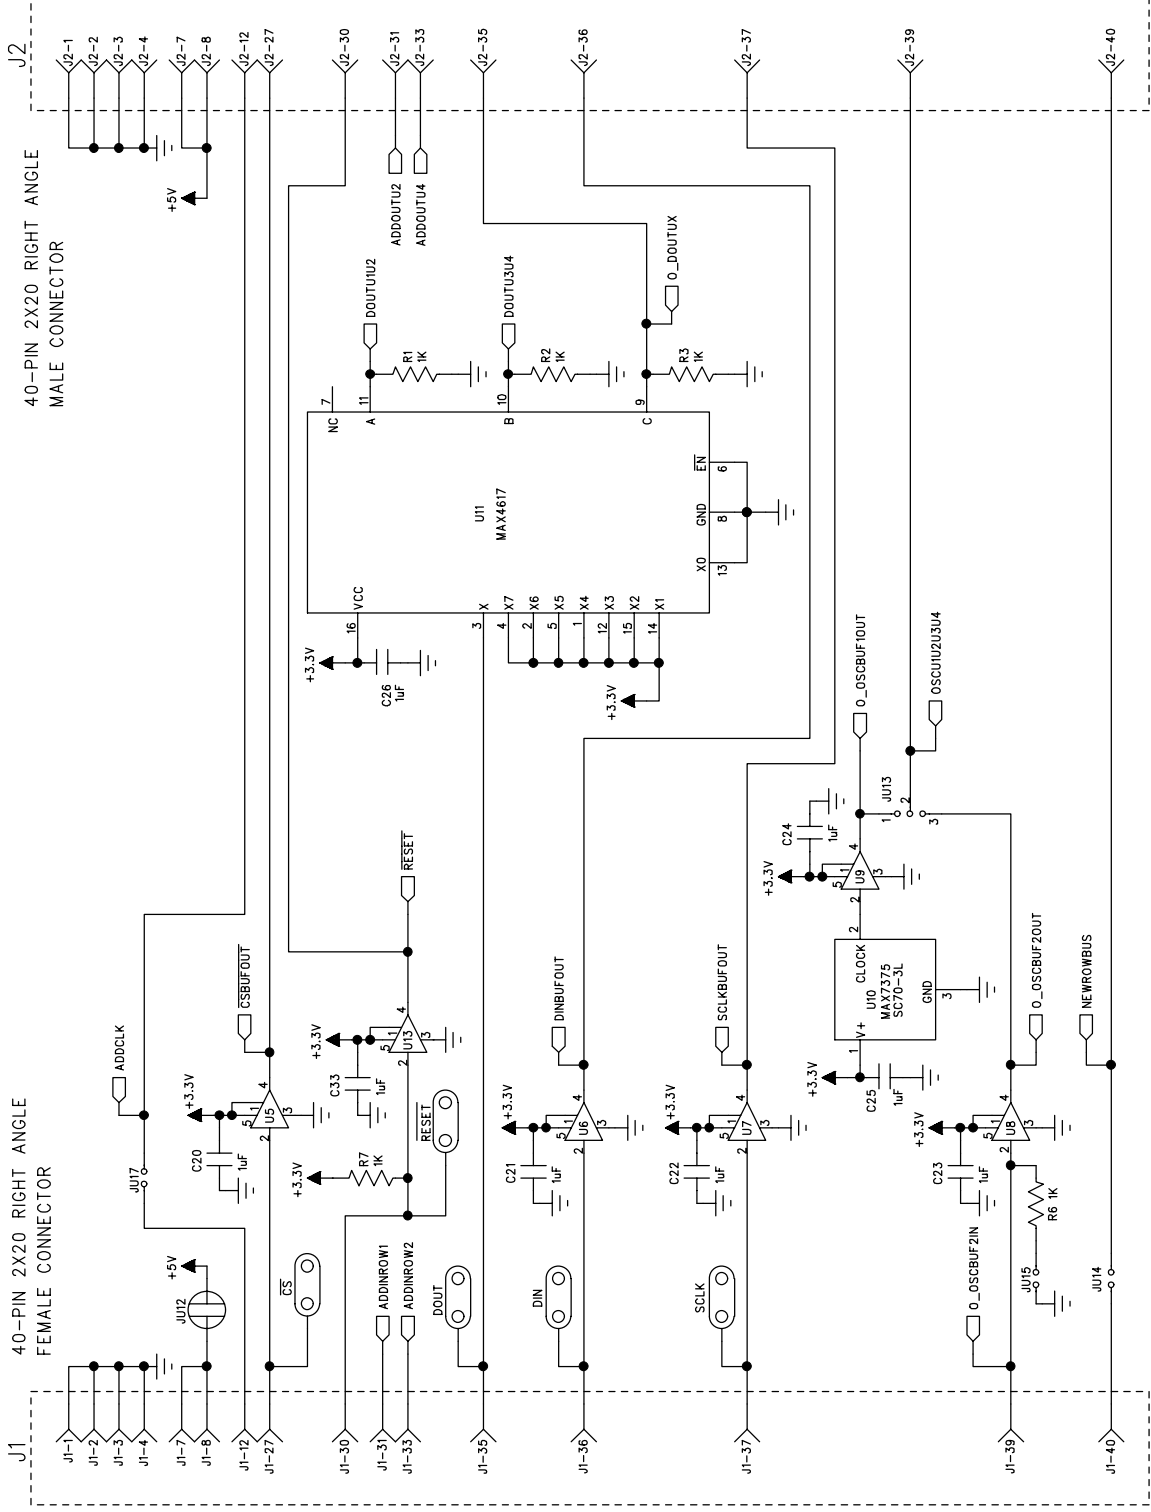 J1
40-PIN 2X20 RIGHT ANGLE
FEMALE CONNECTOR
40-PIN 2X20 RIGHT ANGLE
MALE CONNECTOR
J2
J1-1
J1-2
J1-3
J1-4
J1-7
J1-8
J1-12
J1-27
J1-30
J1-31
J1-33
J1-35
J1-36
J1-37
J1-39
J1-40
J2-1
J2-2
J2-3
J2-4
J2-7
J2-8
J2-12
J2-27
J2-30
J2-31
J2-33
J2-35
J2-36
J2-37
J2-39
J2-40
JU12
+5V
+5V
JU17
ADDCLK
CS
C20
1uF
+3.3V
U5
2
5
1
3
4
CSBUFOUT
+3.3V
R7
1K
C33
1uF
+3.3V
U13
2
5
1
3
4
RESET
RESET
ADDINROW1
ADDINROW2
ADDOUTU2
ADDOUTU4
DOUT
DIN
C21
1uF
+3.3V
U6
2
5
1
3
4
DINBUFOUT
SCLK
C22
1uF
+3.3V
U7
2
5
1
3
4
SCLKBUFOUT
+3.3V
C26
1uF
16
VCC
3
X
4
X7
2
X6
5
X5
1
X4
12
X3
15
X2
14
X1
+3.3V
U11
MAX4617
NC
7
A
11
B
10
C
9
X0
13
GND
8
EN
6
DOUTU1U2
R1
1K
DOUTU3U4
R2
1K
O_DOUTUX
R3
1K
+3.3V
C25
1uF
1
V+
U10
MAX7375
SC70-3L
CLOCK
2
GND
3
+3.3V
C24
1uF
U9
2
5
1
3
4
O_OSCBUF1OUT
JU13
1
2
3
OSCU1U2U3U4
O_OSCBUF2IN
JU15
R6 1K
C23
1uF
+3.3V
U8
2
5
1
3
4
O_OSCBUF2OUT
JU14
NEWROWBUS